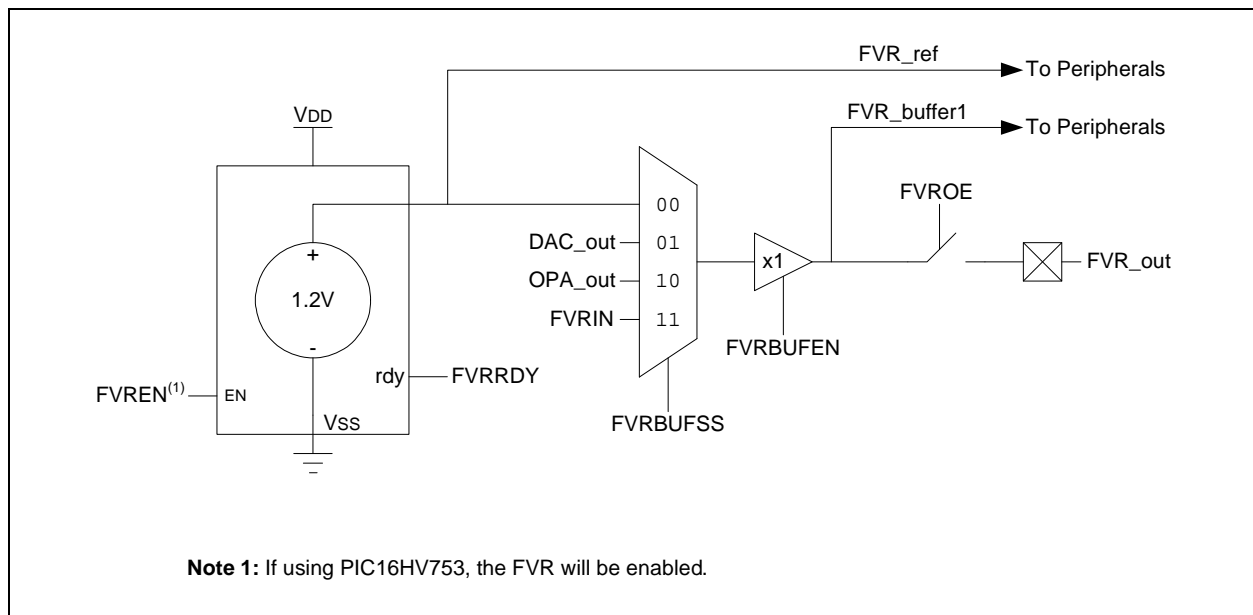 FVR_ref
To Peripherals
FVR_buffer1
To Peripherals
VDD
FVROE
00
DAC_out
01
x1
FVR_out
+
OPA_out
10
1.2V
FVRIN
11
-
FVRBUFEN
rdy
FVRRDY
FVREN(1)
EN
VSS
FVRBUFSS
Note 1: If using PIC16HV753, the FVR will be enabled.